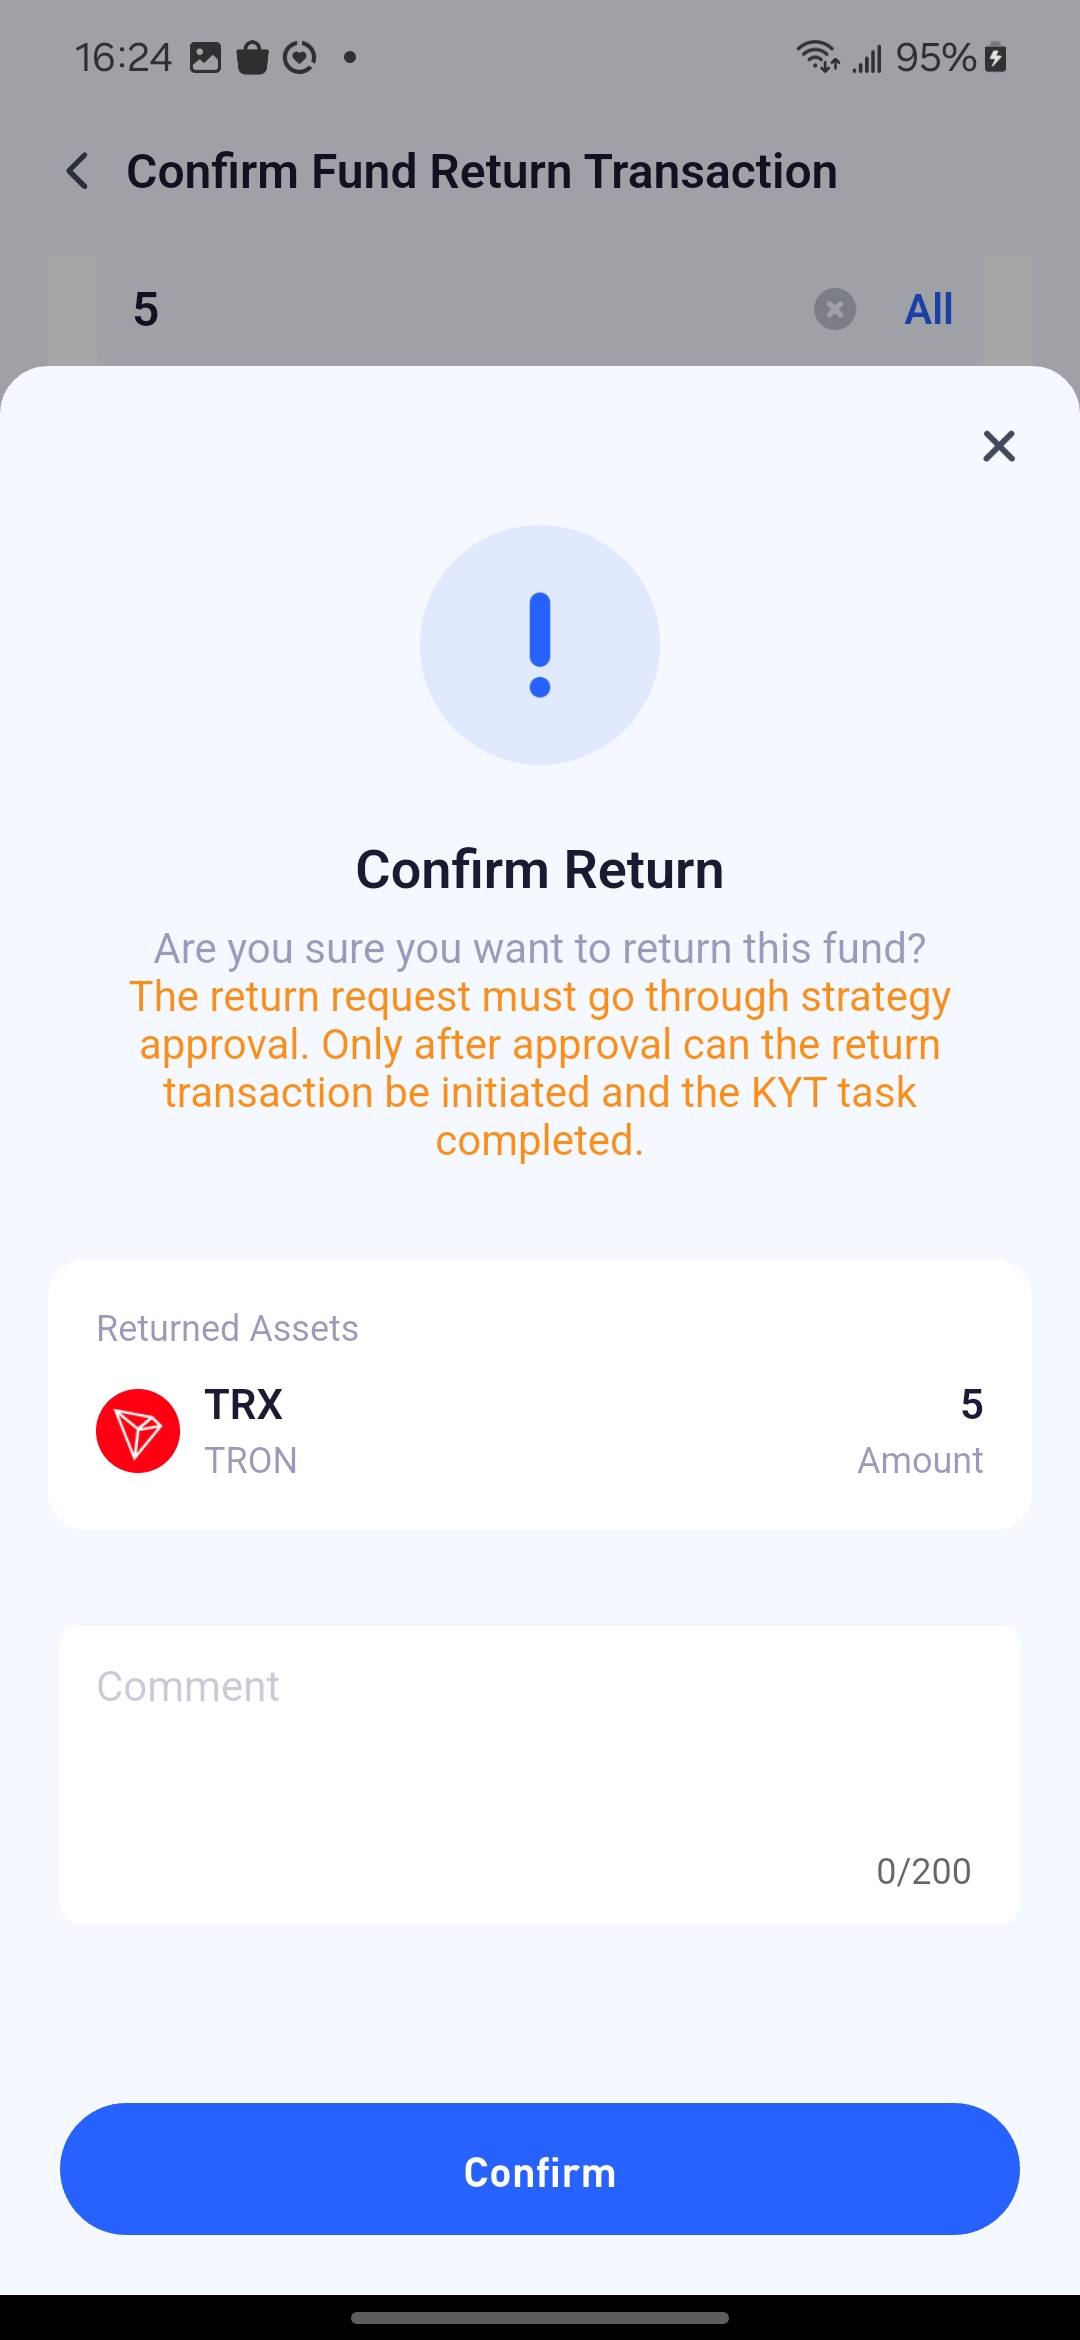 16:24
95%
Confirm Fund Return Transaction
5
All
Confirm Return
Are you sure you want to return this fund?
The return request must go through strategy
approval. Only after approval can the return
transaction be initiated and the KYT task
completed.
Returned Assets
TRX
5
TRON
Amount
Comment
0/200
Confirm